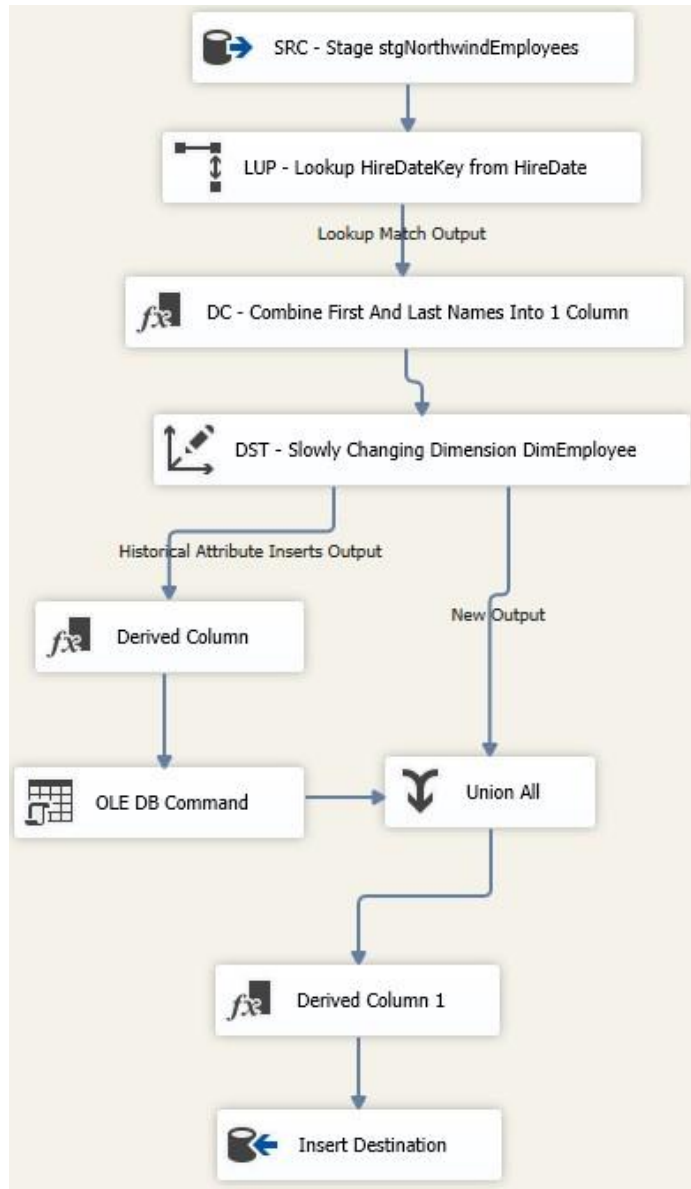 SRC - Stage stgNorthwindEmployees
LUP - Lookup HireDateKey from HireDate
Lookup Match Output
DC - Combine First And Last Names Into 1 Column
DST - Slowly Changing Dimension DimEmployee
Historical Attribute Inserts Output
New Output
Derived Column
OLE DB Command
Union All
Derived Column 1
Insert Destination